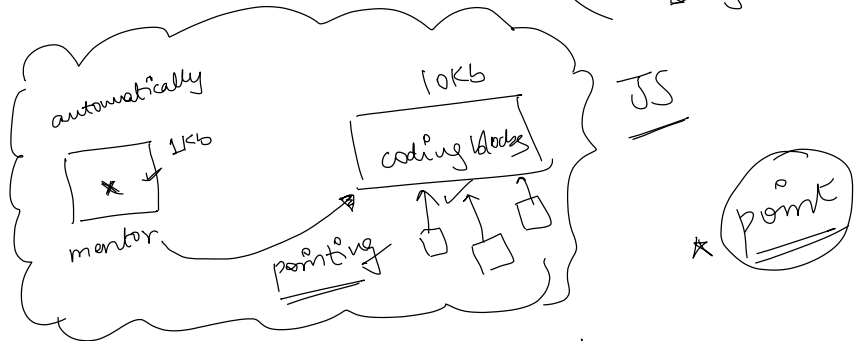 automatically
10Kb
JS
1Kb
coding blocks
mentor
pointing
point